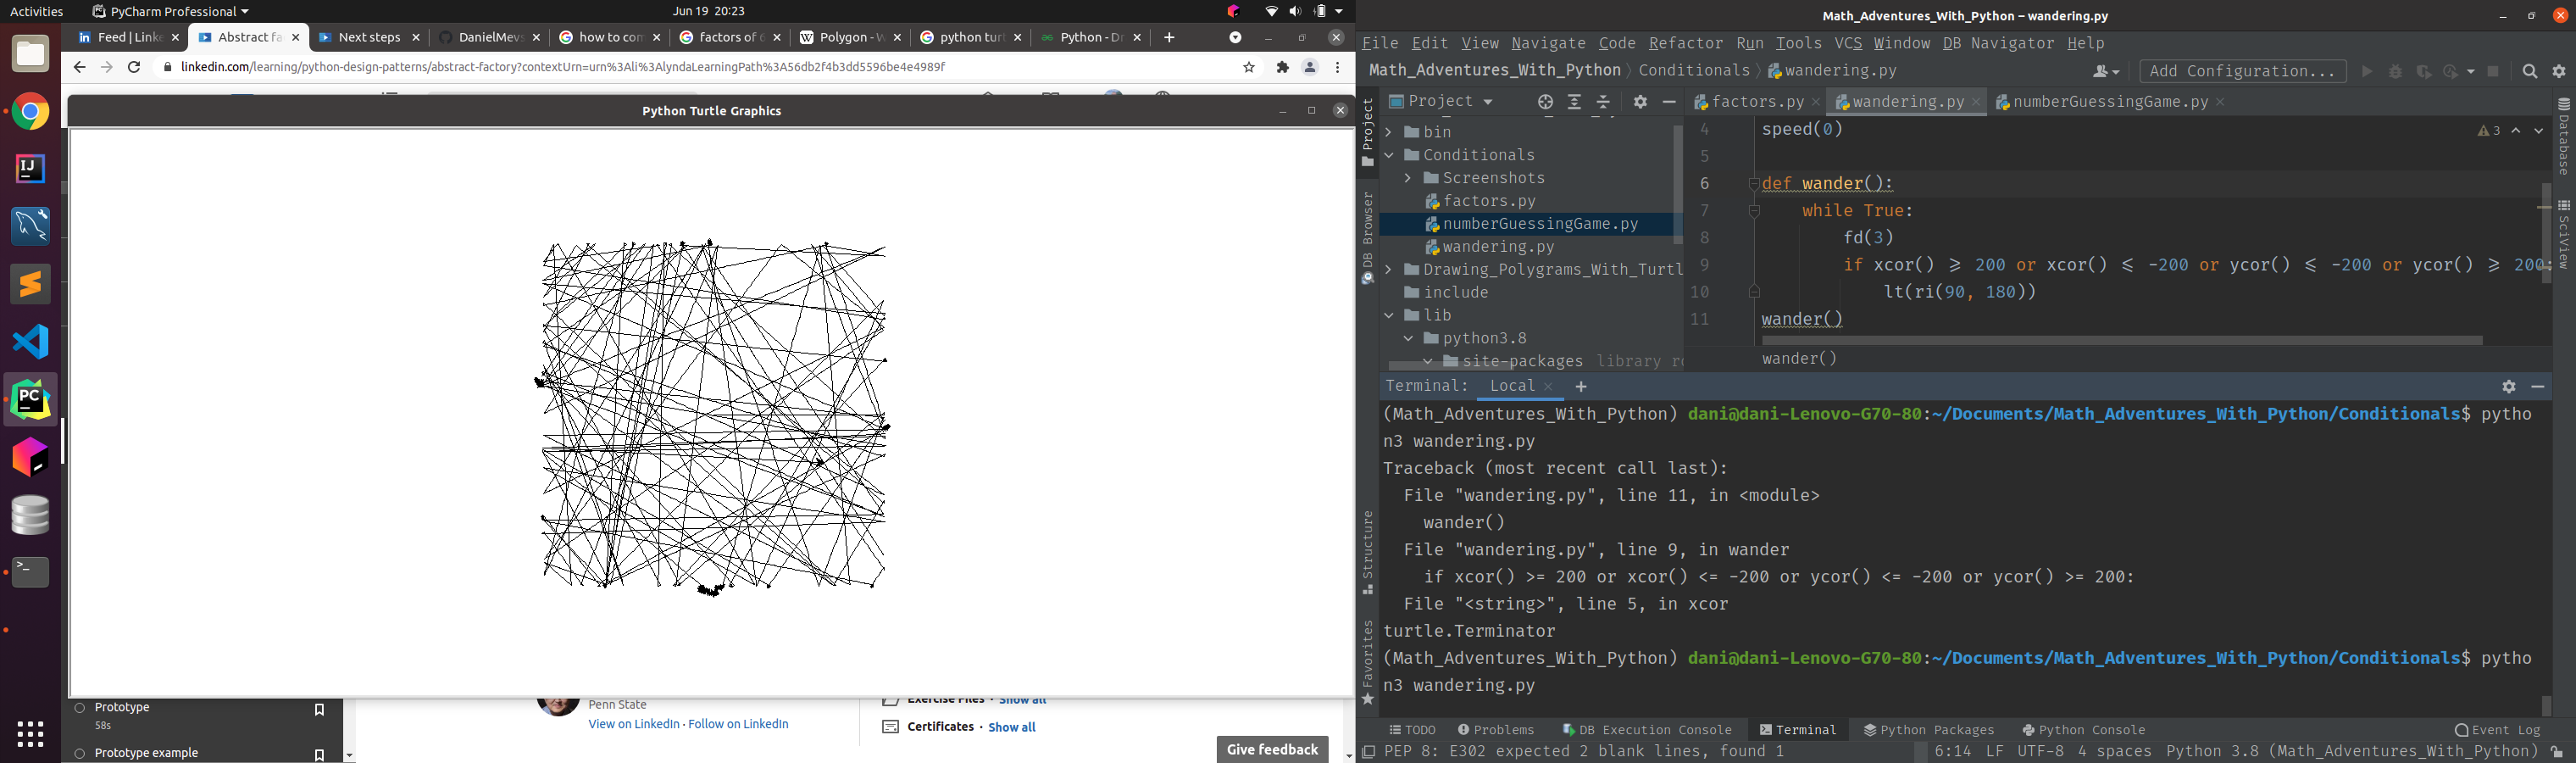 Activities
PyCharm Professional
Jun 19 20:23
Feed | Linke
Abstract fa
Next steps
DanielMevs
how to com
factors of 6
Polygon - W
python turt
Python - Dr
linkedin.com/learning/python-design-patterns/abstract-factory?contextUrn=urn%3Ali%3AlyndaLearningPath%3A56db2f4b3dd5596be4e4989f
Python Turtle Graphics
Prototype
58s
Prototype example
Penn State
View on LinkedIn · Follow on LinkedIn
Exercise Files · Show all
Certificates · Show all
Give feedback
Math_Adventures_With_Python – wandering.py
File Edit View Navigate Code Refactor Run Tools VCS Window DB Navigator Help
Math_Adventures_With_Python Conditionals wandering.py
Add Configuration...
Project
factors.py
wandering.py
numberGuessingGame.py
Project
DB Browser
Structure
Favorites
bin
Conditionals
Screenshots
factors.py
numberGuessingGame.py
wandering.py
Drawing_Polygrams_With_Turtl
include
lib
python3.8
site-packages library ro
4 speed(0)
5
6 def wander():
7 while True:
8 fd(3)
9 if xcor() >= 200 or xcor() <= -200 or ycor() <= -200 or ycor() >= 200:
10 lt(ri(90, 180))
11 wander()
wander()
3
Database
SciView
Terminal: Local
(Math_Adventures_With_Python) dani@dani-Lenovo-G70-80:~/Documents/Math_Adventures_With_Python/Conditionals$ pytho
n3 wandering.py
Traceback (most recent call last):
File "wandering.py", line 11, in <module>
wander()
File "wandering.py", line 9, in wander
if xcor() >= 200 or xcor() <= -200 or ycor() <= -200 or ycor() >= 200:
File "<string>", line 5, in xcor
turtle.Terminator
(Math_Adventures_With_Python) dani@dani-Lenovo-G70-80:~/Documents/Math_Adventures_With_Python/Conditionals$ pytho
n3 wandering.py
TODO Problems DB Execution Console Terminal Python Packages Python Console Event Log
PEP 8: E302 expected 2 blank lines, found 1
6:14 LF UTF-8 4 spaces Python 3.8 (Math_Adventures_With_Python)